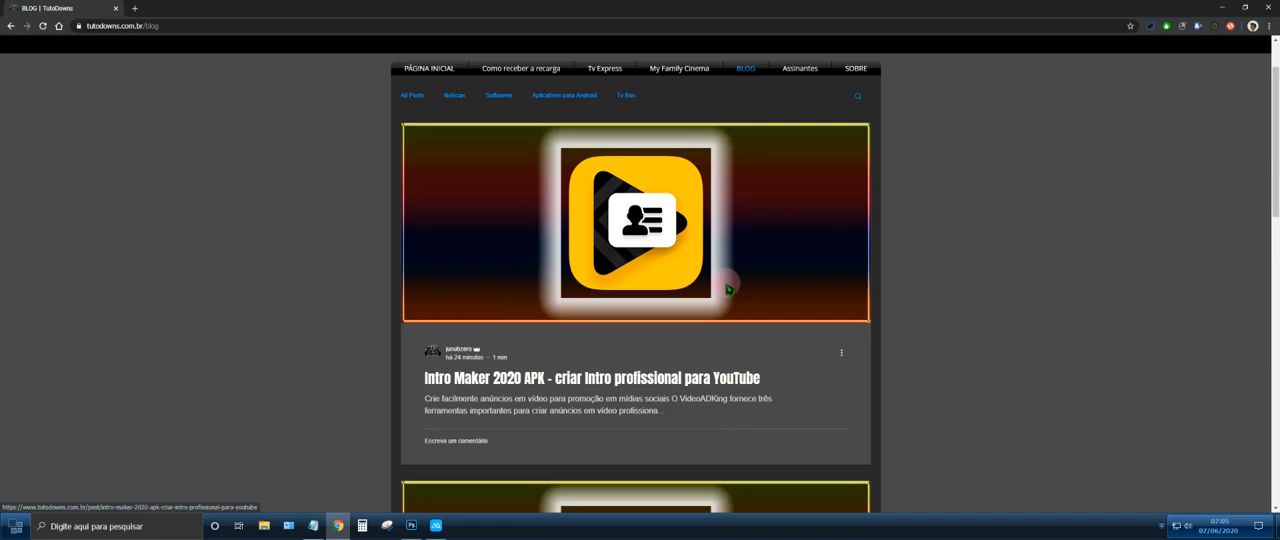 BLOG | TutoDowns
tutodowns.com.br/blog
PÁGINA INICIAL
Como receber a recarga
Tv Express
My Family Cinema
BLOG
Assinantes
SOBRE
All Posts
Notícias
Softwares
Aplicativos para Android
Tv Box
junubzero
há 24 minutos · 1 min
Intro Maker 2020 APK - criar Intro profissional para YouTube
Crie facilmente anúncios em vídeo para promoção em mídias sociais O VideoADKing fornece três
ferramentas importantes para criar anúncios em vídeo profissiona...
Escreva um comentário
https://www.tutodowns.com.br/post/intro-maker-2020-apk-criar-intro-profissional-para-youtube
Digite aqui para pesquisar
Ps
07:05
07/06/2020